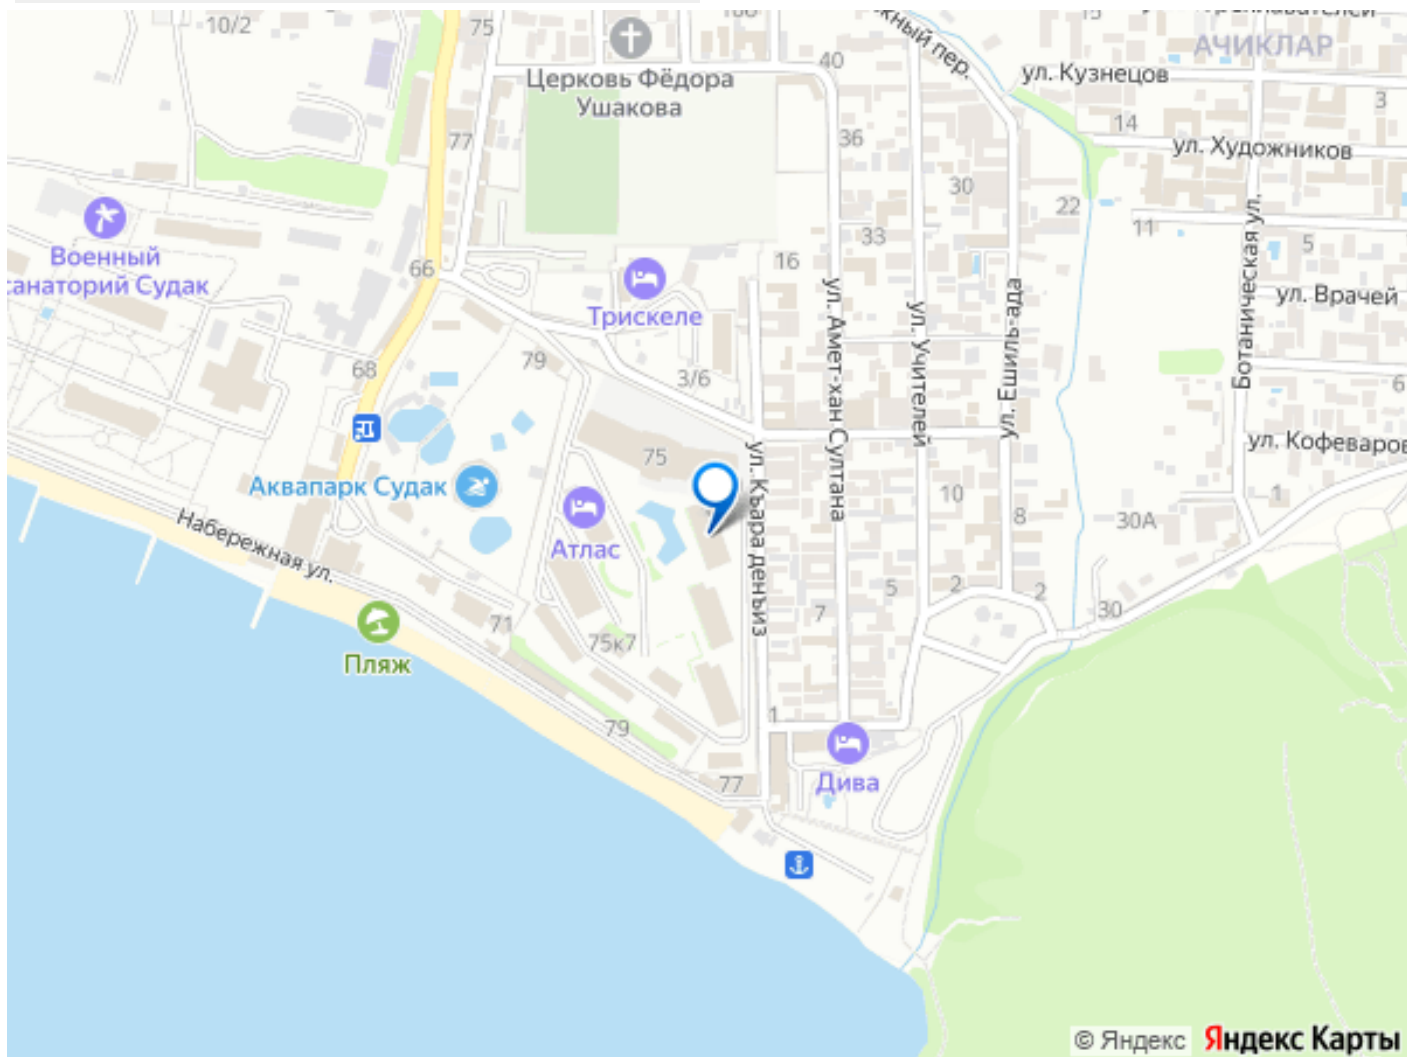 10/2
75
40
Церковь Фёдора
Ушакова
АЧИКЛАР
ул. Кузнецов
3
14
ул. Художников
77
36
30
22
33
11
5
Военный
санаторий Судак
66
16
Трискеле
ул. Врачей
Ботаническая ул.
ул. Амет-хан Султана
ул. Учителей
ул. Ешиль-ада
79
68
3/6
6
ул. Кофеваров
75
Аквапарк Судак
Атлас
ул. Къара денъиз
10
8
30А
1
Набережная ул.
Пляж
71
75к7
7
5
2
2
30
79
1
77
Дива
© Яндекс
Яндекс Карты